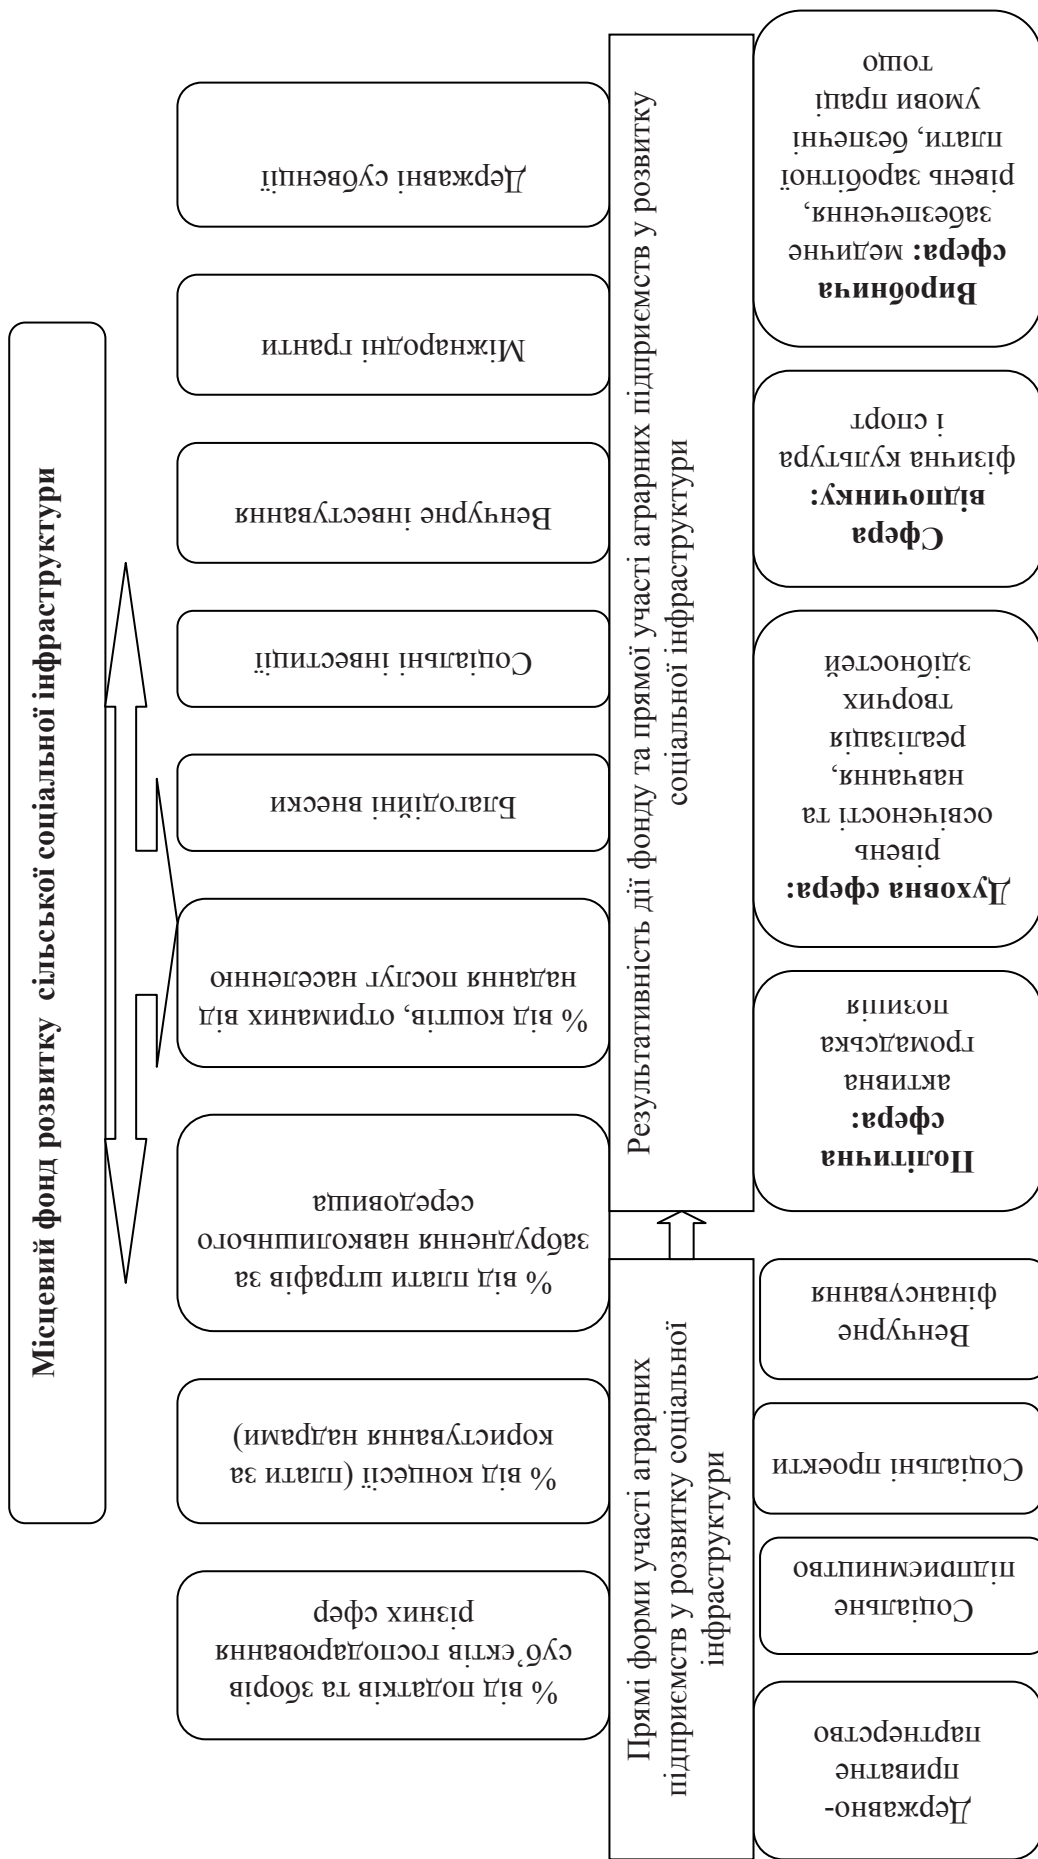 Місцевий фонд розвитку сільської соціальної інфраструктури
% від податків та зборів
суб’єктів господарювання
різних сфер
% від концесії (плати за
користування надрами)
% від плати штрафів за
забруднення навколишнього
середовища
% від коштів, отриманих від
надання послуг населенню
Благодійні внески
Соціальні інвестиції
Венчурне інвестування
Міжнародні гранти
Державні субвенції
Прямі форми участі аграрних
підприємств у розвитку соціальної
інфраструктури
Результативність дії фонду та прямої участі аграрних підприємств у розвитку
соціальної інфраструктури
Державно-
приватне
партнерство
Соціальне
підприємництво
Соціальні проекти
Венчурне
фінансування
Політична
сфера:
активна
громадська
позиція
Духовна сфера:
рівень
освіченості та
навчання,
реалізація
творчих
здібностей
Сфера
відпочинку:
фізична культура
і спорт
Виробнича
сфера: медичне
забезпечення,
рівень заробітної
плати, безпечні
умови праці
тощо